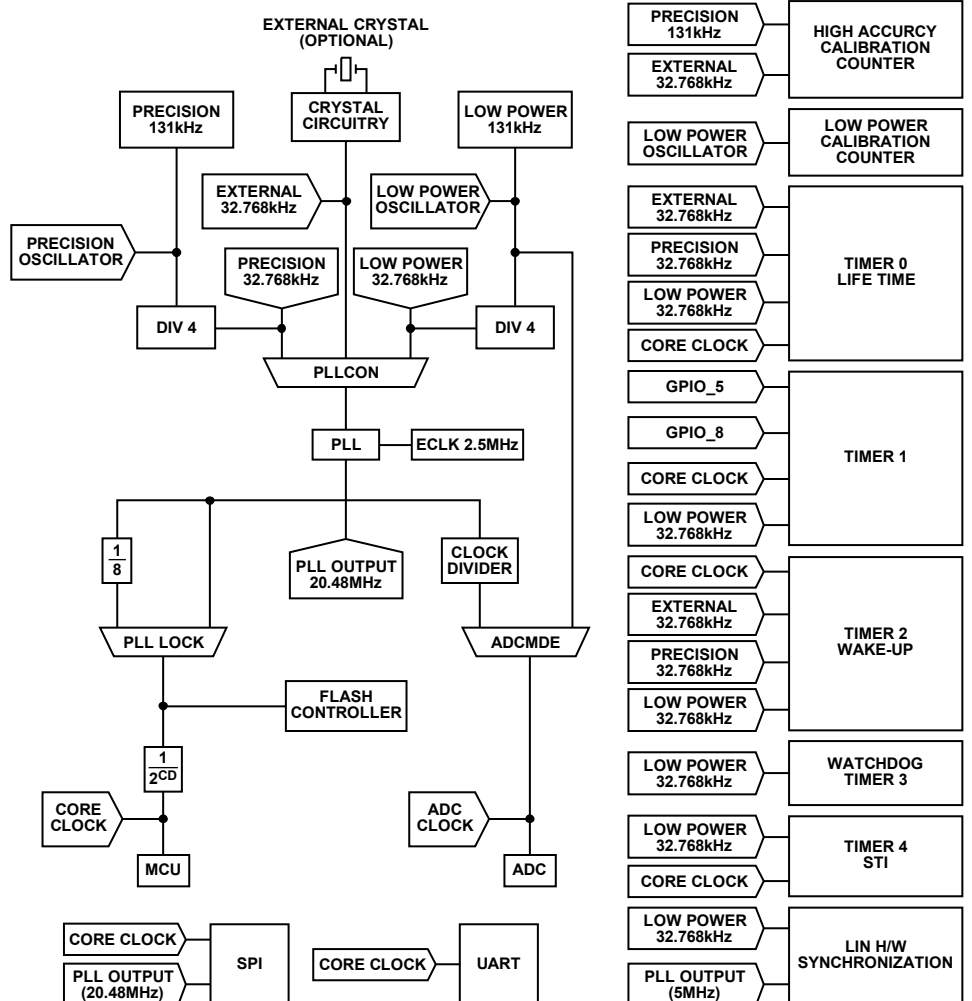 EXTERNAL CRYSTAL
(OPTIONAL)
PRECISION
131kHz
CRYSTAL
CIRCUITRY
LOW POWER
131kHz
EXTERNAL
32.768kHz
LOW POWER
OSCILLATOR
PRECISION
OSCILLATOR
PRECISION
32.768kHz
LOW POWER
32.768kHz
DIV 4
DIV 4
PLLCON
PLL
ECLK 2.5MHz
1
8
PLL OUTPUT
20.48MHz
CLOCK
DIVIDER
PLL LOCK
ADCMDE
FLASH
CONTROLLER
1
2CD
CORE
CLOCK
ADC
CLOCK
MCU
ADC
CORE CLOCK
PLL OUTPUT
(20.48MHz)
SPI
CORE CLOCK
UART
PRECISION
131kHz
EXTERNAL
32.768kHz
HIGH ACCURCY
CALIBRATION
COUNTER
LOW POWER
OSCILLATOR
LOW POWER
CALIBRATION
COUNTER
EXTERNAL
32.768kHz
PRECISION
32.768kHz
LOW POWER
32.768kHz
CORE CLOCK
TIMER 0
LIFE TIME
GPIO_5
GPIO_8
CORE CLOCK
LOW POWER
32.768kHz
TIMER 1
CORE CLOCK
EXTERNAL
32.768kHz
PRECISION
32.768kHz
LOW POWER
32.768kHz
TIMER 2
WAKE-UP
LOW POWER
32.768kHz
WATCHDOG
TIMER 3
LOW POWER
32.768kHz
CORE CLOCK
TIMER 4
STI
LOW POWER
32.768kHz
PLL OUTPUT
(5MHz)
LIN H/W
SYNCHRONIZATION